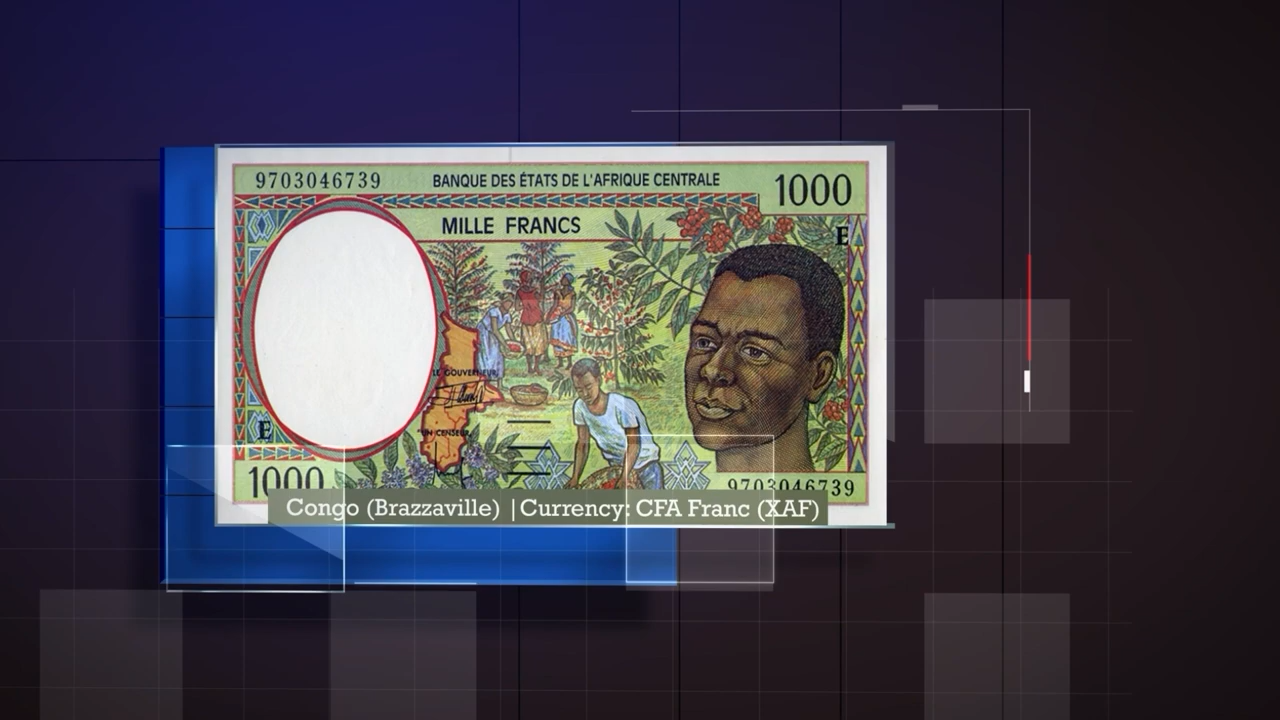 9703046739
BANQUE DES ÉTATS DE L'AFRIQUE CENTRALE
1000
MILLE FRANCS
E
LE GOUVERNEUR,
UN CENSEUR,
E
1000
9703046739
Congo (Brazzaville) |Currency: CFA Franc (XAF)